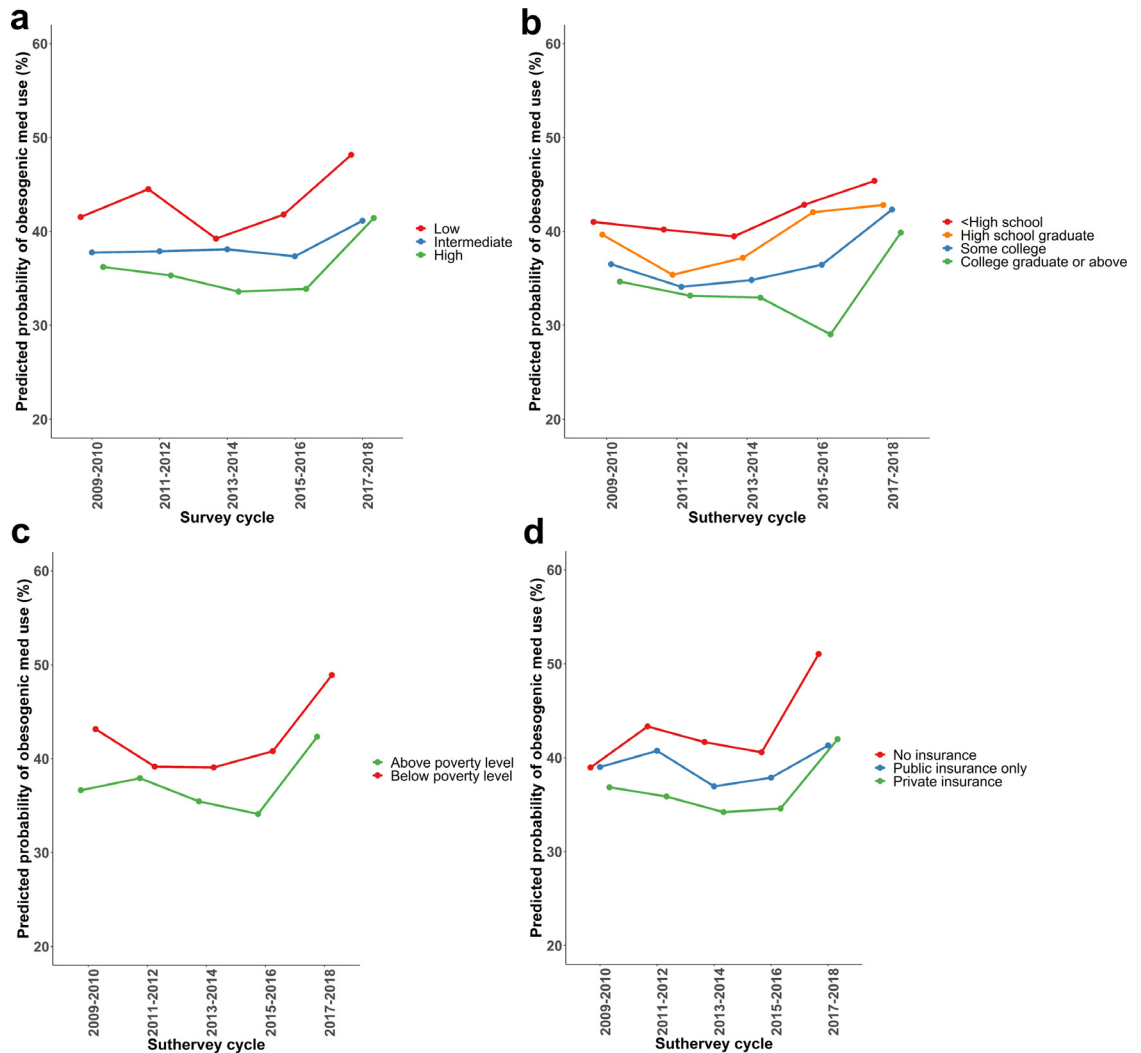 a
Predicted probability of obesogenic med use (%)
60
50
40
30
20
2009-2010
2011-2012
2013-2014
2015-2016
2017-2018
Survey cycle
Low
Intermediate
High
b
Predicted probability of obesogenic med use (%)
60
50
40
30
20
2009-2010
2011-2012
2013-2014
2015-2016
2017-2018
Suthervey cycle
<High school
High school graduate
Some college
College graduate or above
c
Predicted probability of obesogenic med use (%)
60
50
40
30
20
2009-2010
2011-2012
2013-2014
2015-2016
2017-2018
Suthervey cycle
Above poverty level
Below poverty level
d
Predicted probability of obesogenic med use (%)
60
50
40
30
20
2009-2010
2011-2012
2013-2014
2015-2016
2017-2018
Suthervey cycle
No insurance
Public insurance only
Private insurance